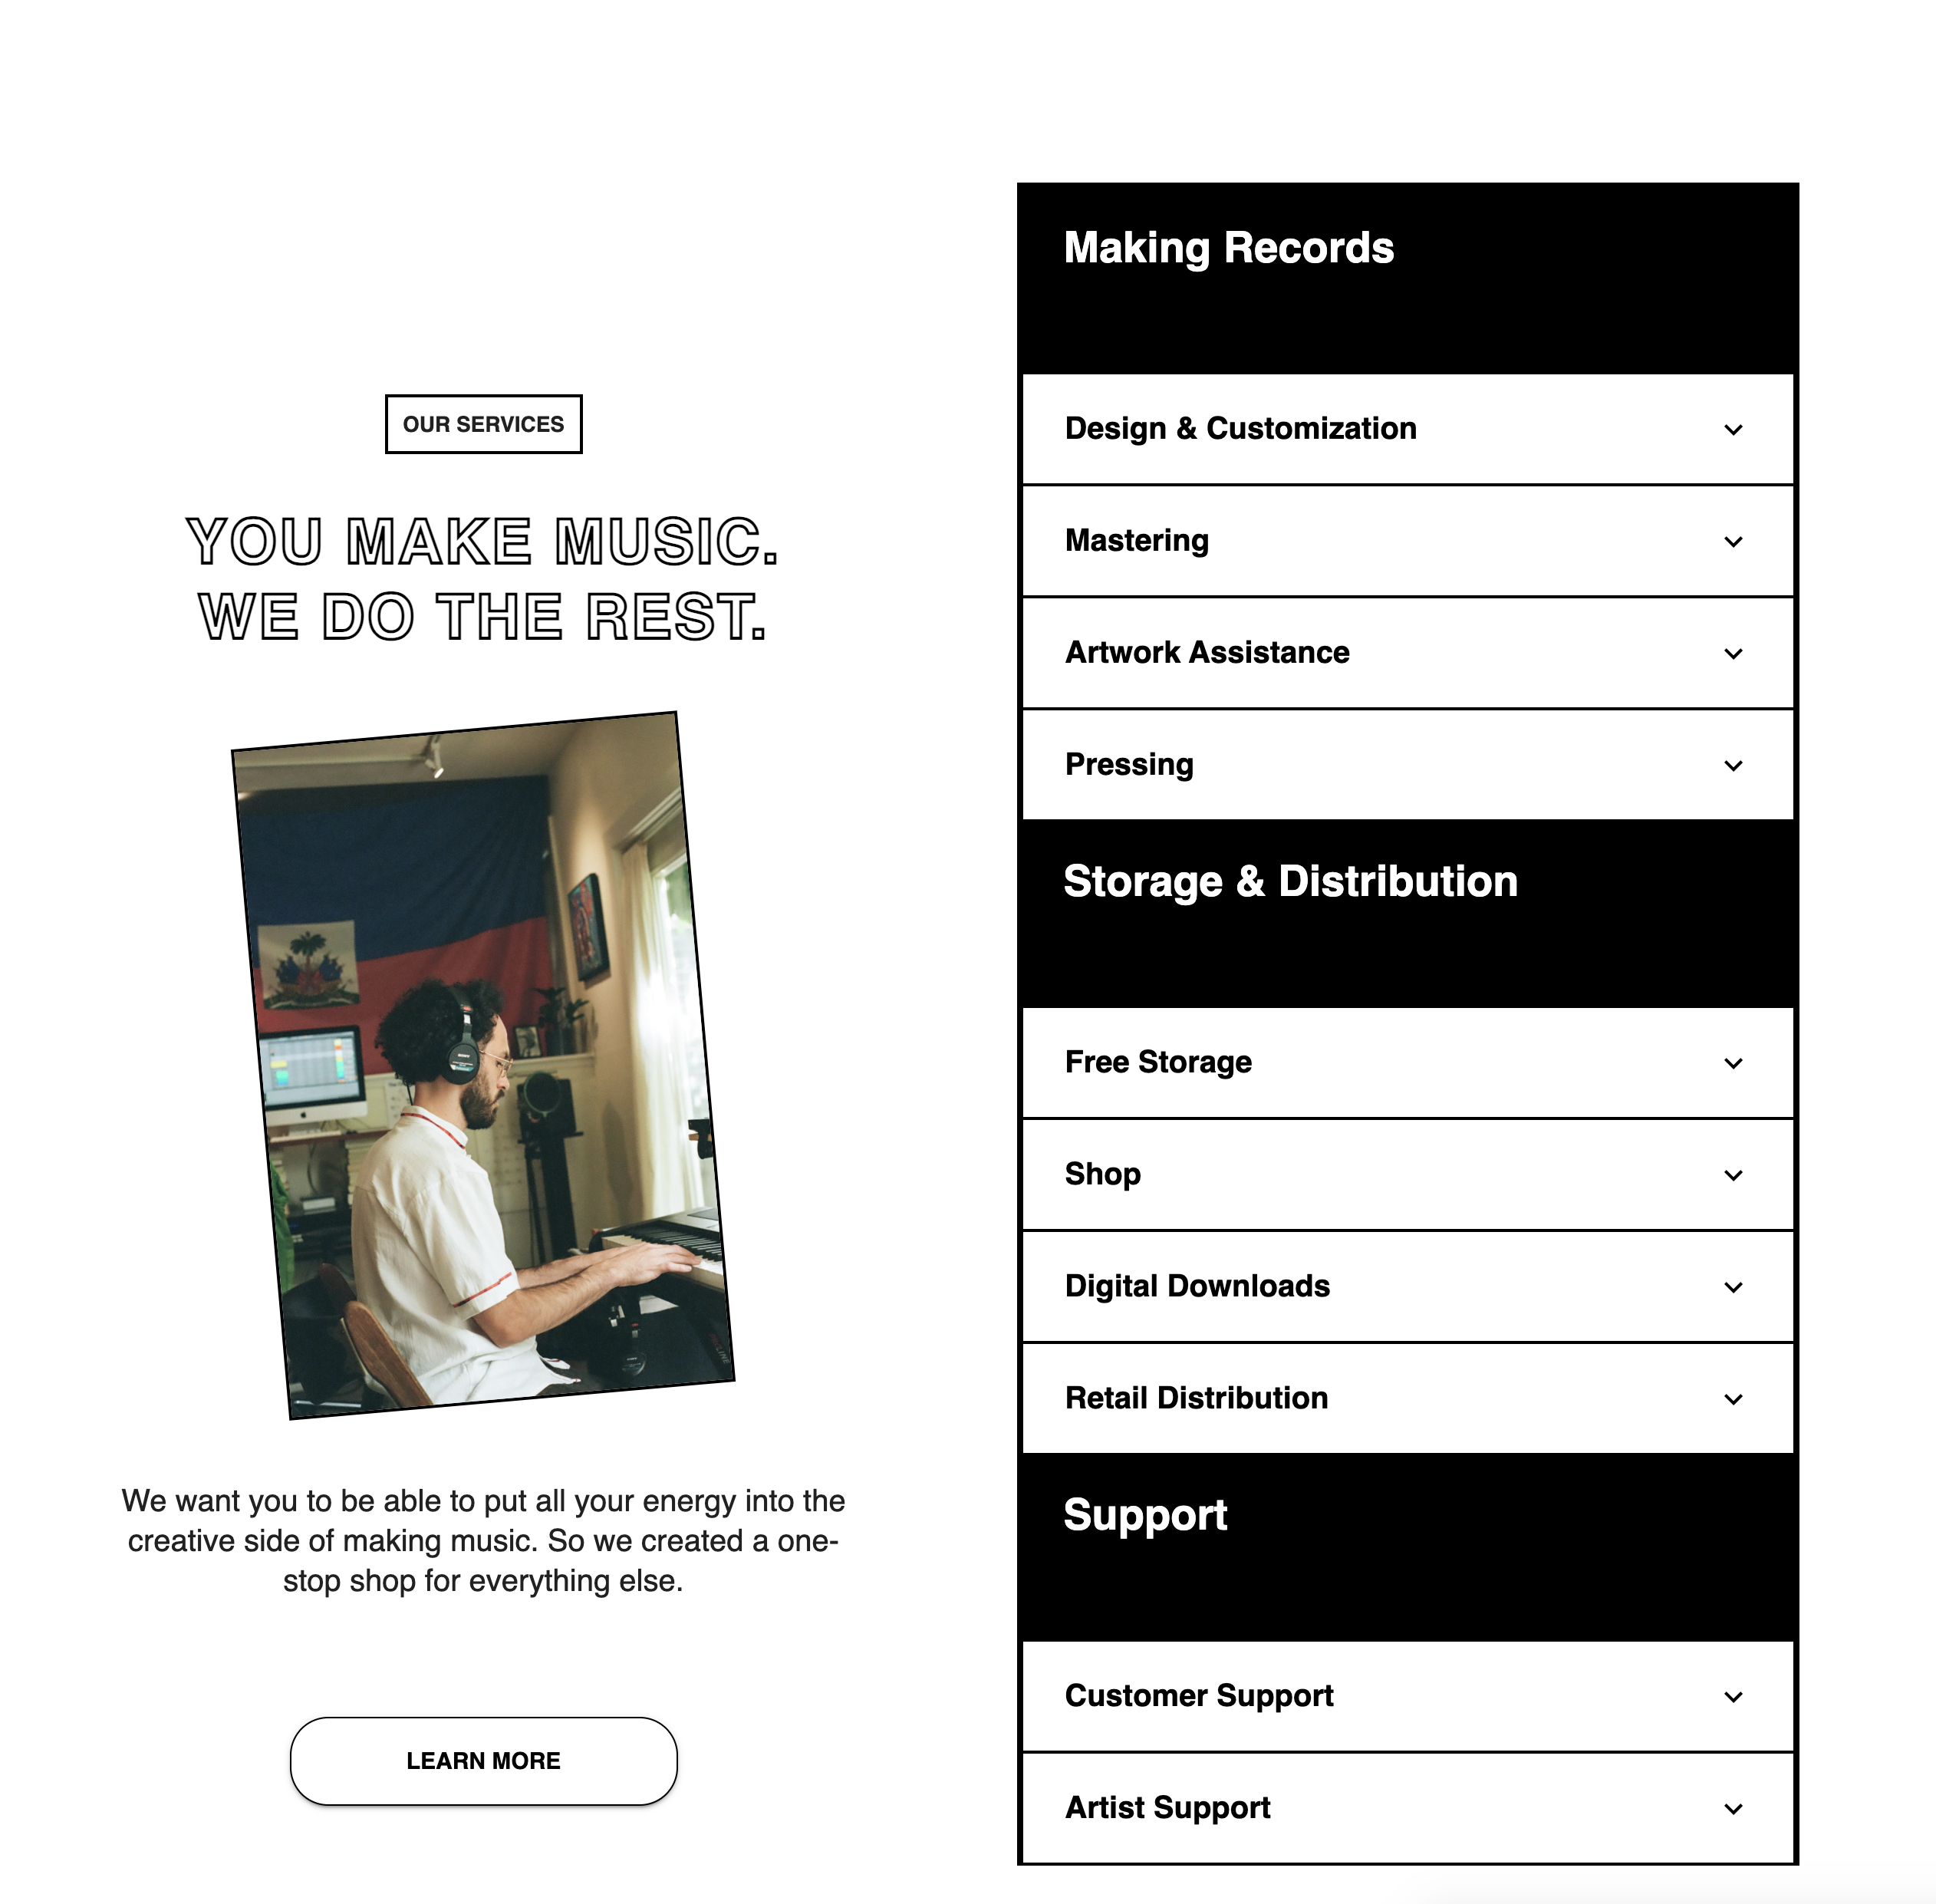 OUR SERVICES
YOU MAKE MUSIC.
WE DO THE REST.
We want you to be able to put all your energy into the
creative side of making music. So we created a one-
stop shop for everything else.
LEARN MORE
Making Records
Design & Customization
Mastering
Artwork Assistance
Pressing
Storage & Distribution
Free Storage
Shop
Digital Downloads
Retail Distribution
Support
Customer Support
Artist Support